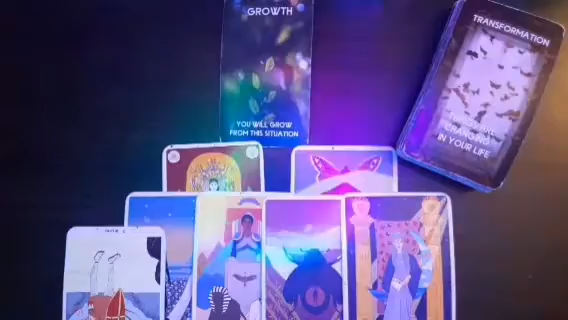 GROWTH
YOU WILL GROW
FROM THIS SITUATION
TRANSFORMATION
IN YOUR LIFE